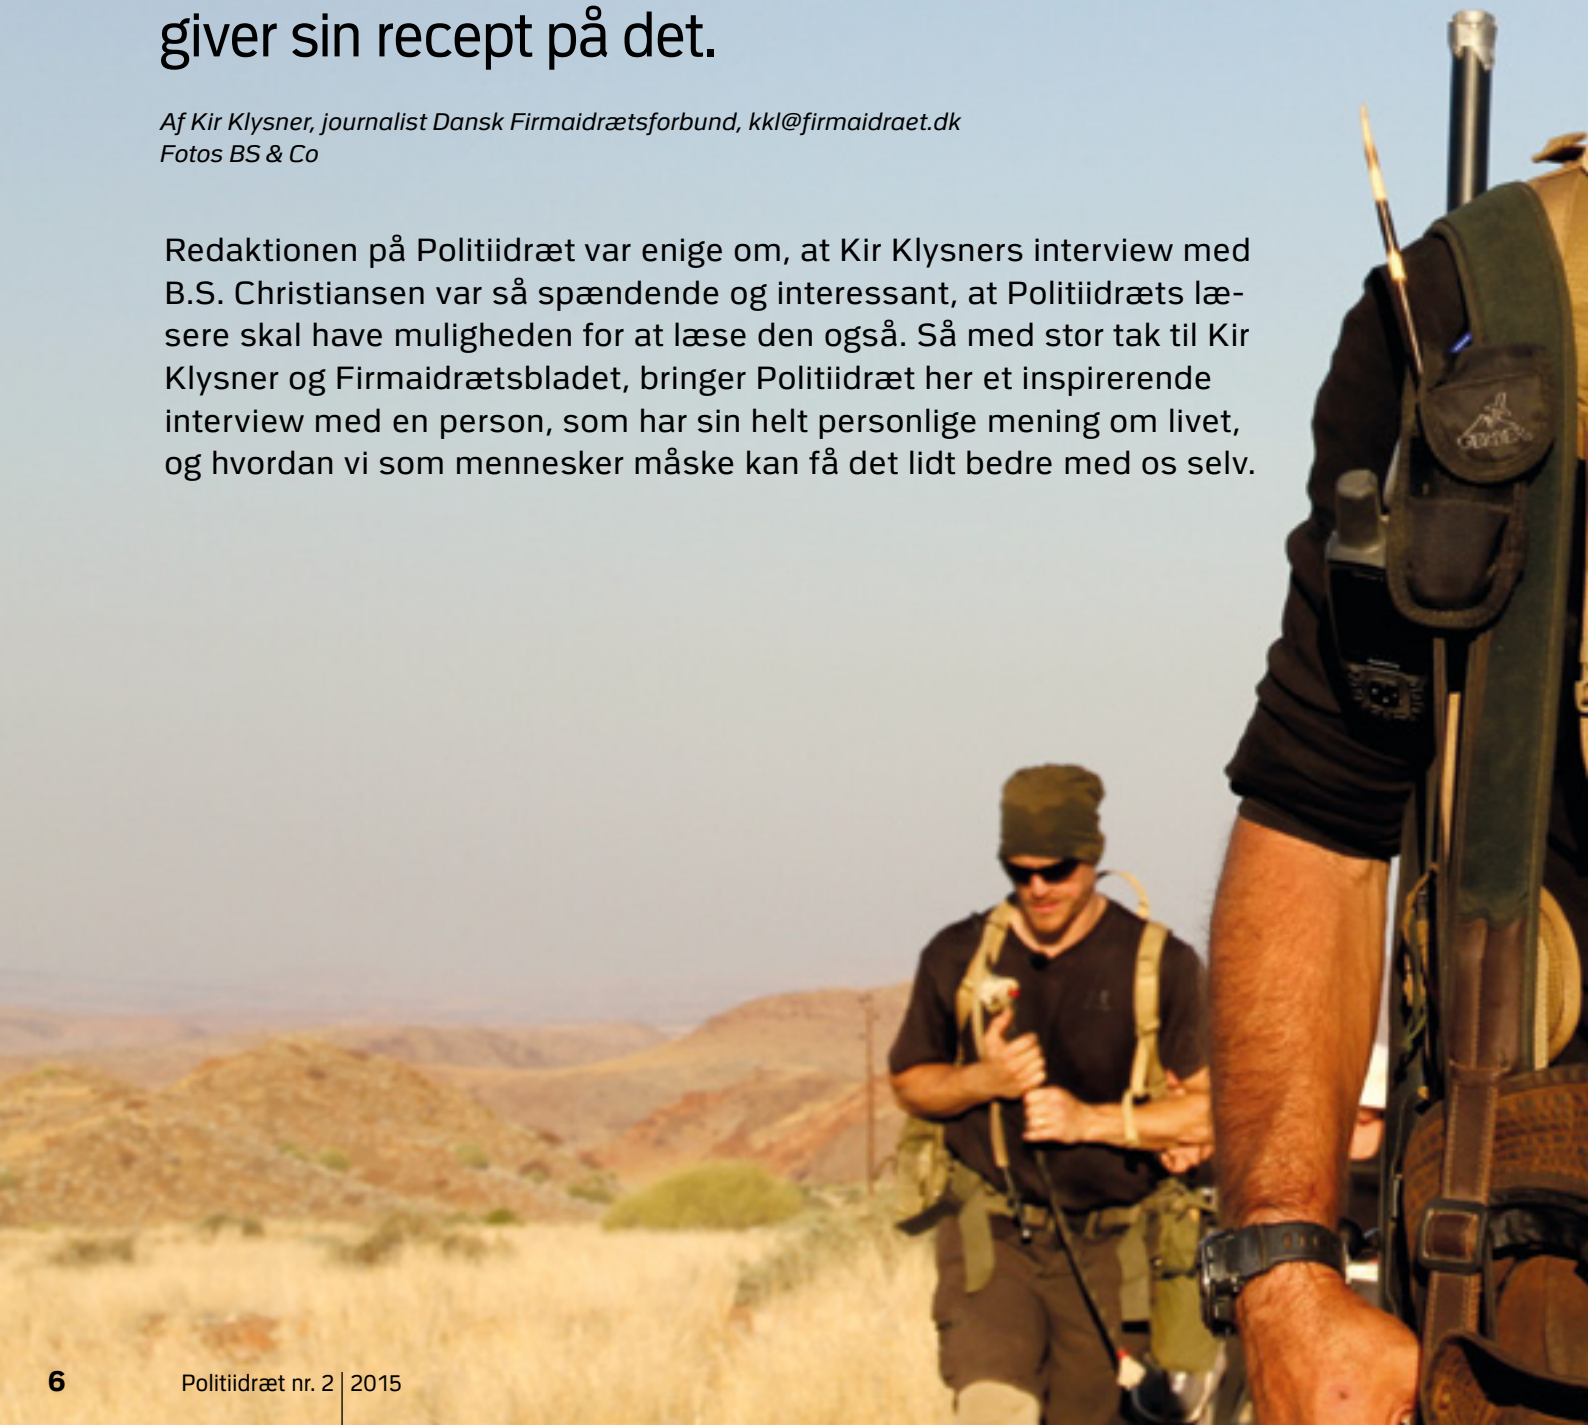 giver sin recept på det.
Af Kir Klysner, journalist Dansk Firmaidrætsforbund, kkl@firmaidraet.dk
Fotos BS & Co
Redaktionen på Politiidræt var enige om, at Kir Klysners interview med
B.S. Christiansen var så spændende og interessant, at Politiidræts læ-
sere skal have muligheden for at læse den også. Så med stor tak til Kir
Klysner og Firmaidrætsbladet, bringer Politiidræt her et inspirerende
interview med en person, som har sin helt personlige mening om livet,
og hvordan vi som mennesker måske kan få det lidt bedre med os selv.
6 Politiidræt nr. 2 | 2015